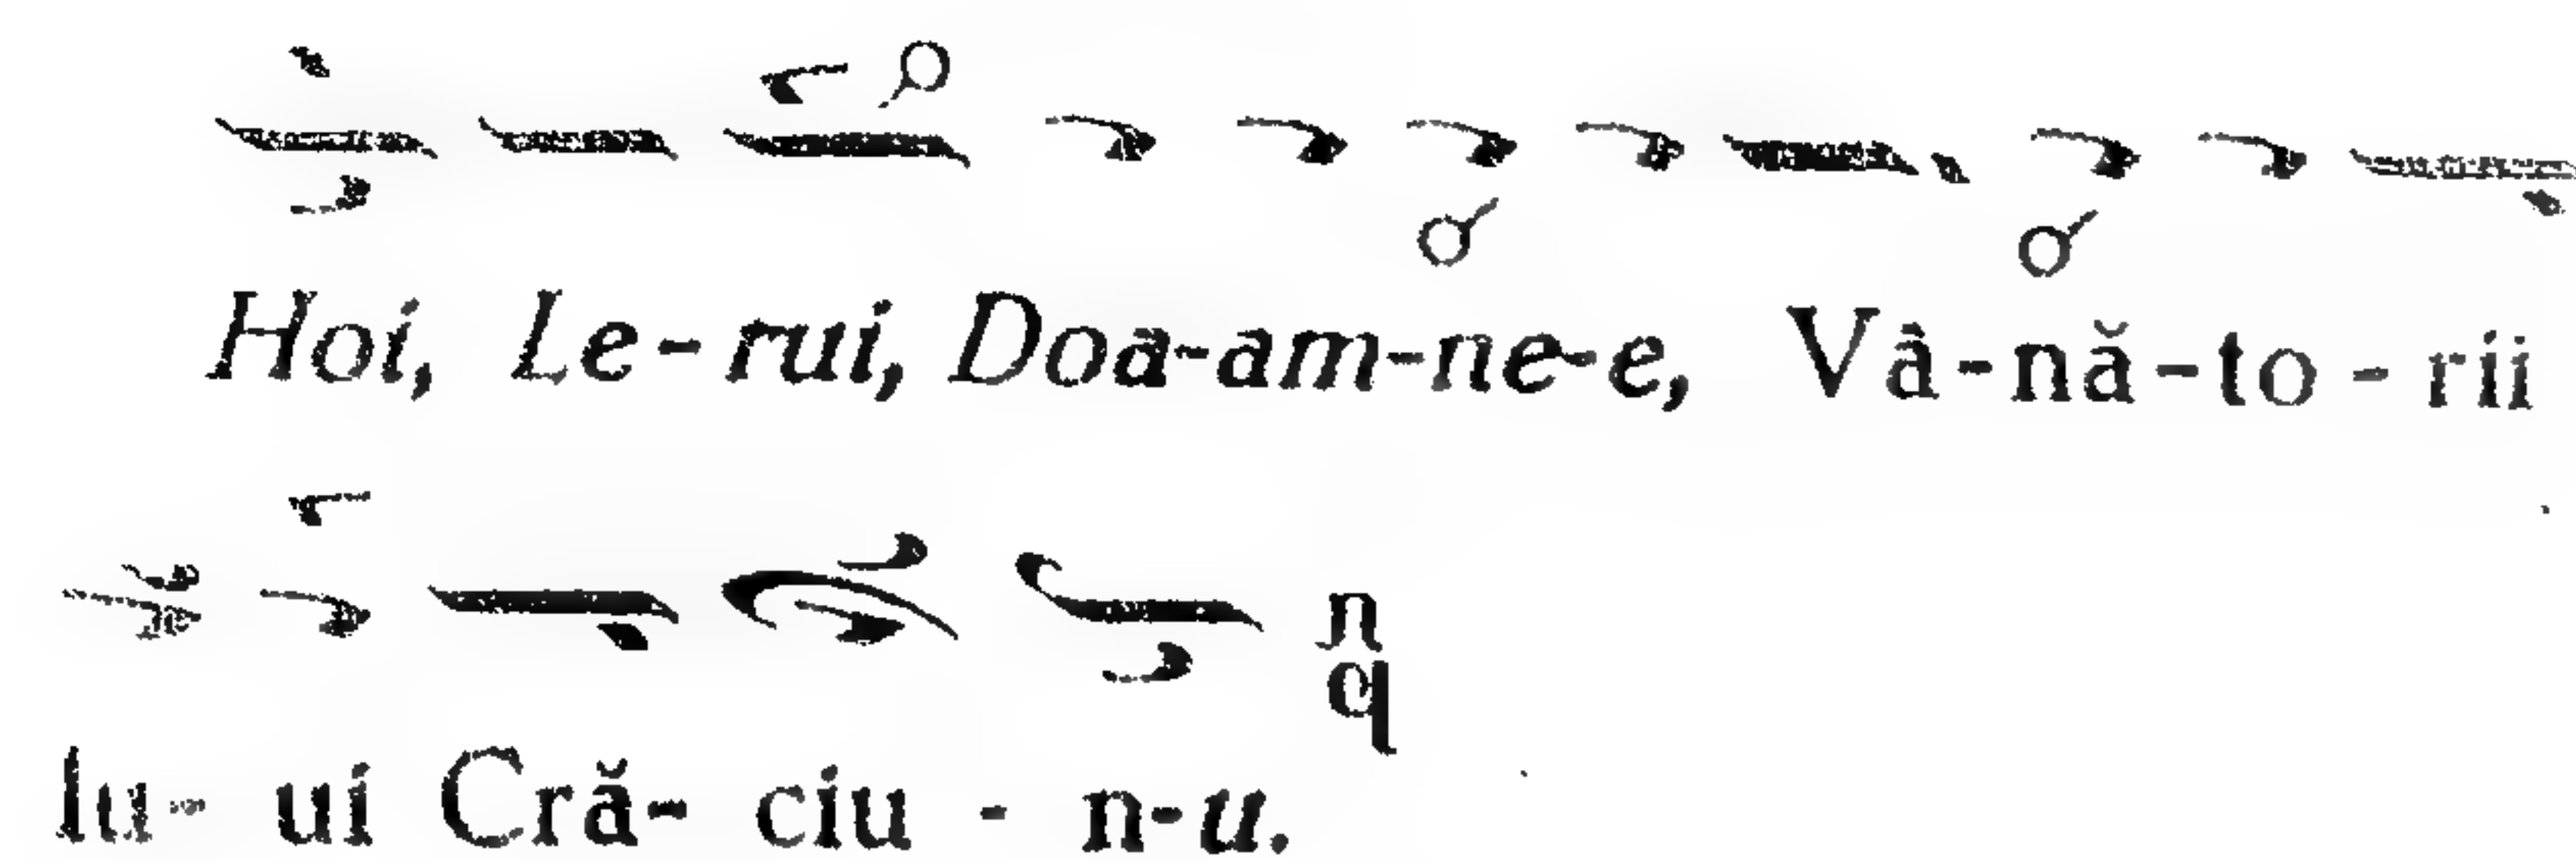 Hoi, Le-rui, Doa-am-ne-e, Vâ-nă-to-rii
lu-ui Cră-ciu-n-u.